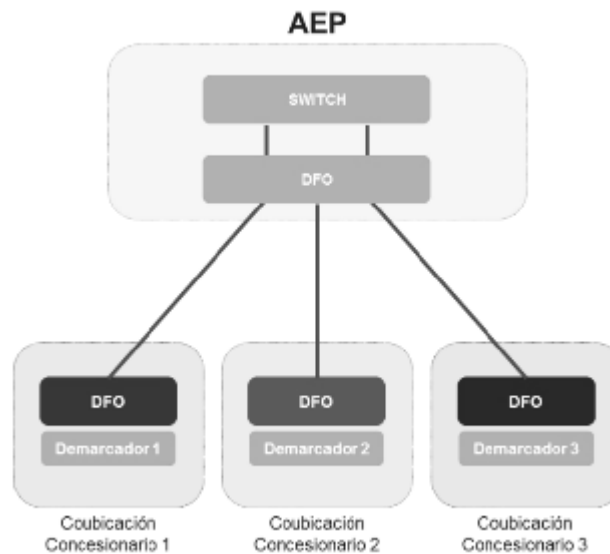 AEP
SWITCH
DFO
DFO
DFO
DFO
Demarcador 1
Demarcador 2
Demarcador 3
Coubicación
Concesionario 1
Coubicación
Concesionario 2
Coubicación
Concesionario 3